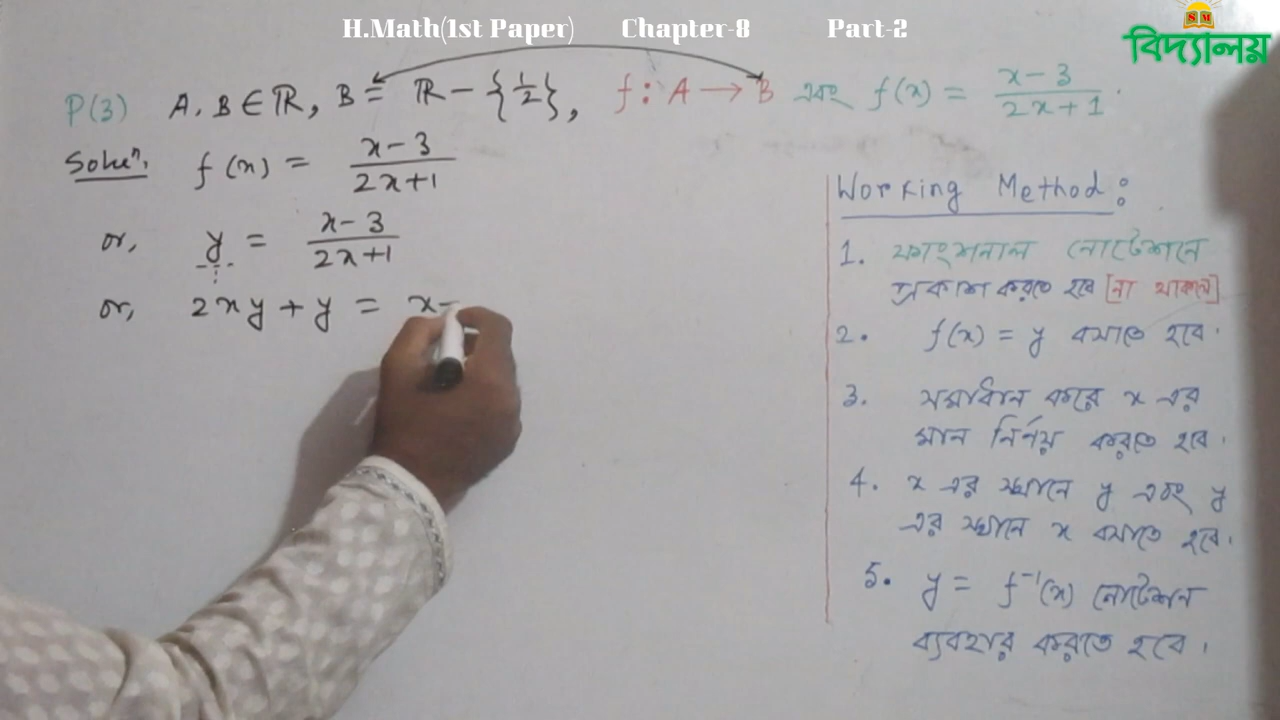 H.Math(1st Paper) Chapter-8 Part-2
SM
বিদ্যালয়
P(3) A, B ∈ ℝ, B = ℝ - {1/2}, f : A → B এবং f(x) = (x-3)/(2x+1).
Soluⁿ. f(x) = (x-3)/(2x+1)
or, y = (x-3)/(2x+1)
or, 2xy + y = x-
Working Method:
1. ফাংশনাল নোটেশনে
প্রকাশ করতে হবে [না থাকলে]
2. f(x) = y বসাতে হবে.
3. সমাধান করে x এর
মান নির্ণয় করতে হবে.
4. x এর স্থানে y এবং y
এর স্থানে x বসাতে হবে.
5. y = f⁻¹(x) নোটেশন
ব্যবহার করতে হবে.